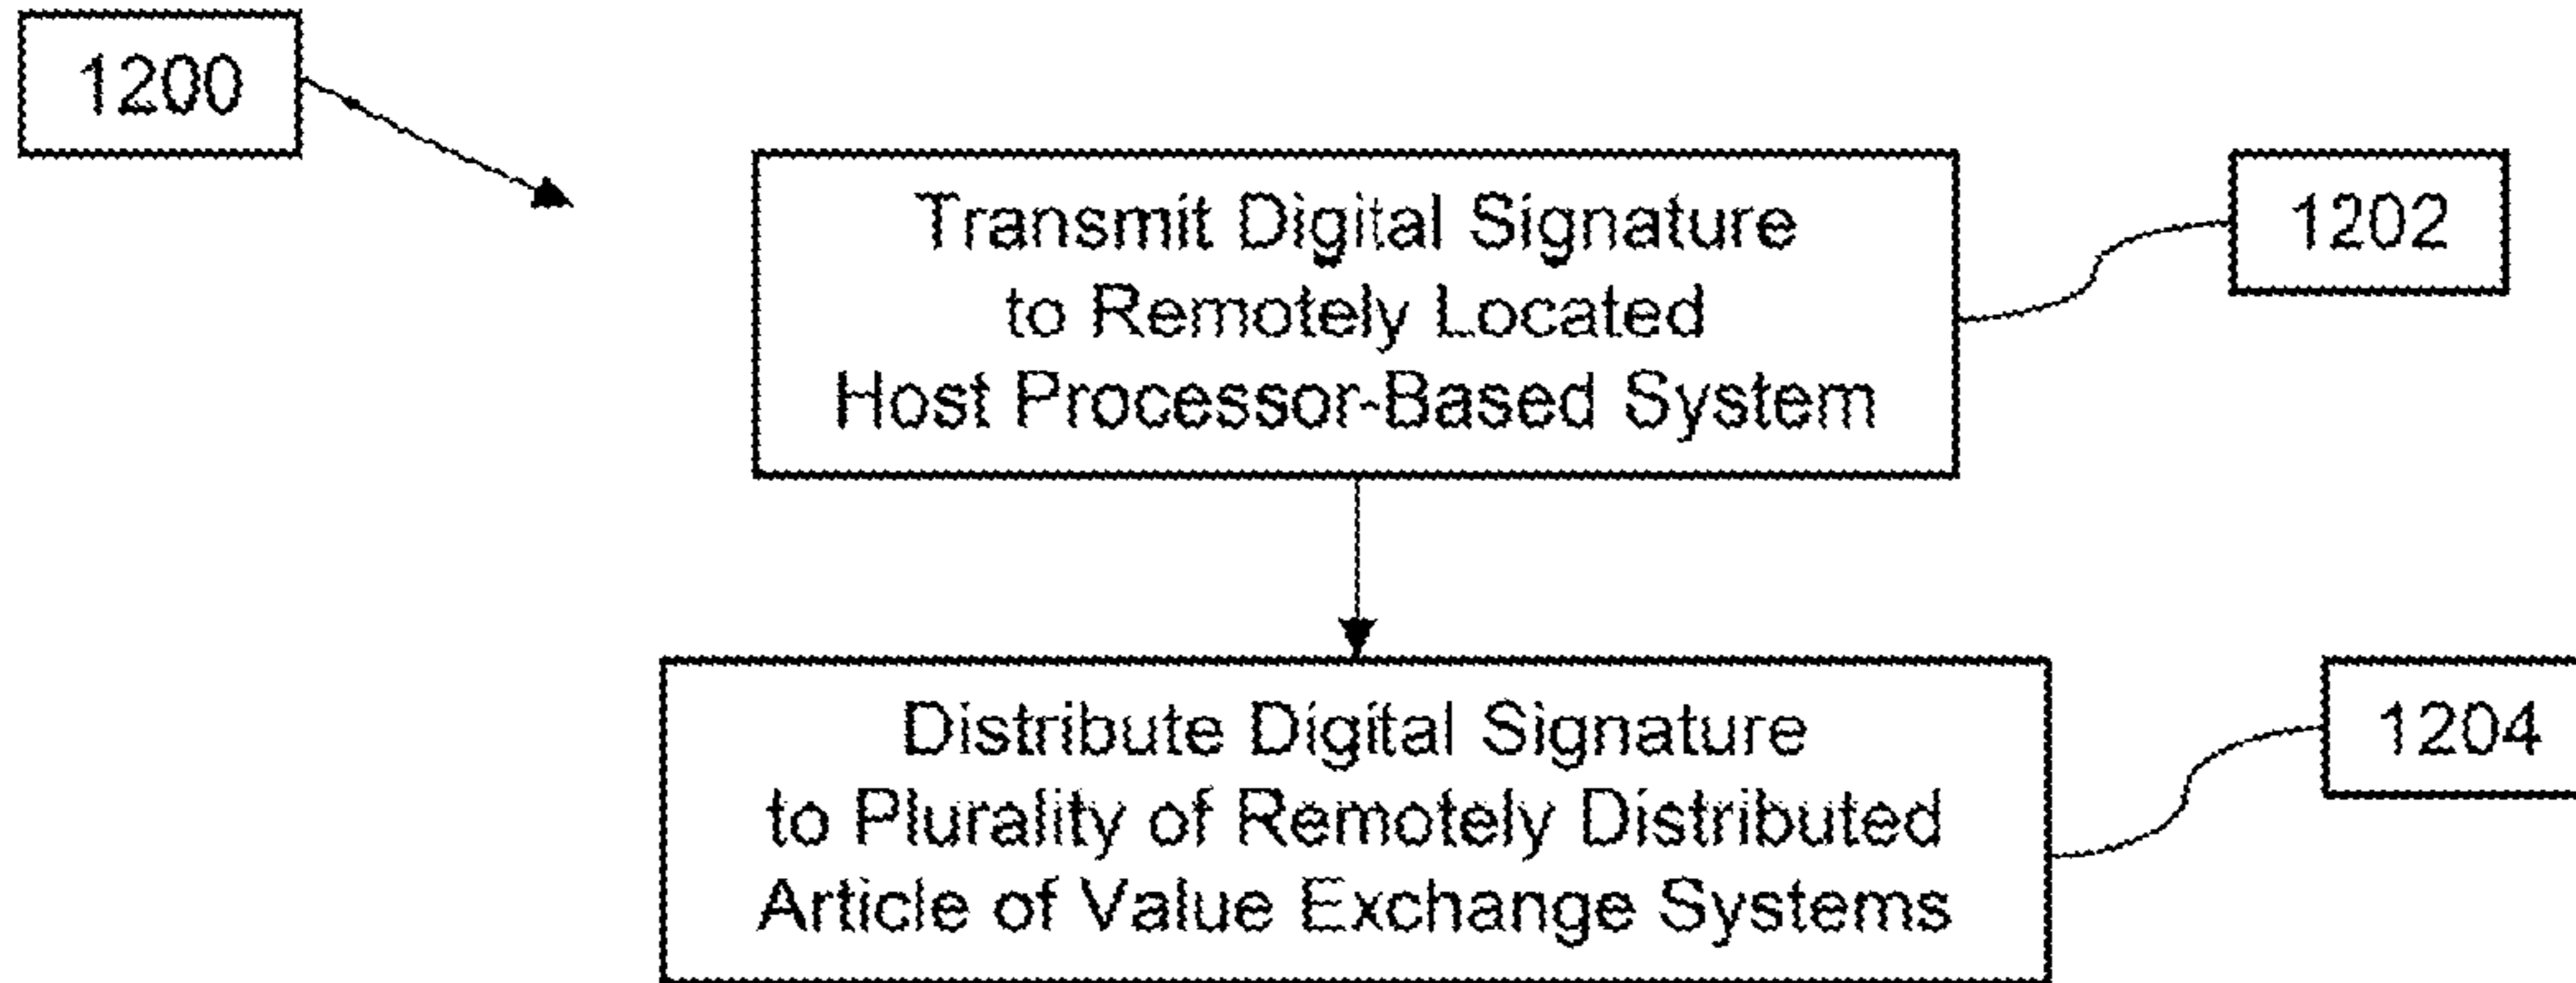 1200
Transmit Digital Signature
to Remotely Located
Host Processor-Based System
1202
Distribute Digital Signature
to Plurality of Remotely Distributed
Article of Value Exchange Systems
1204